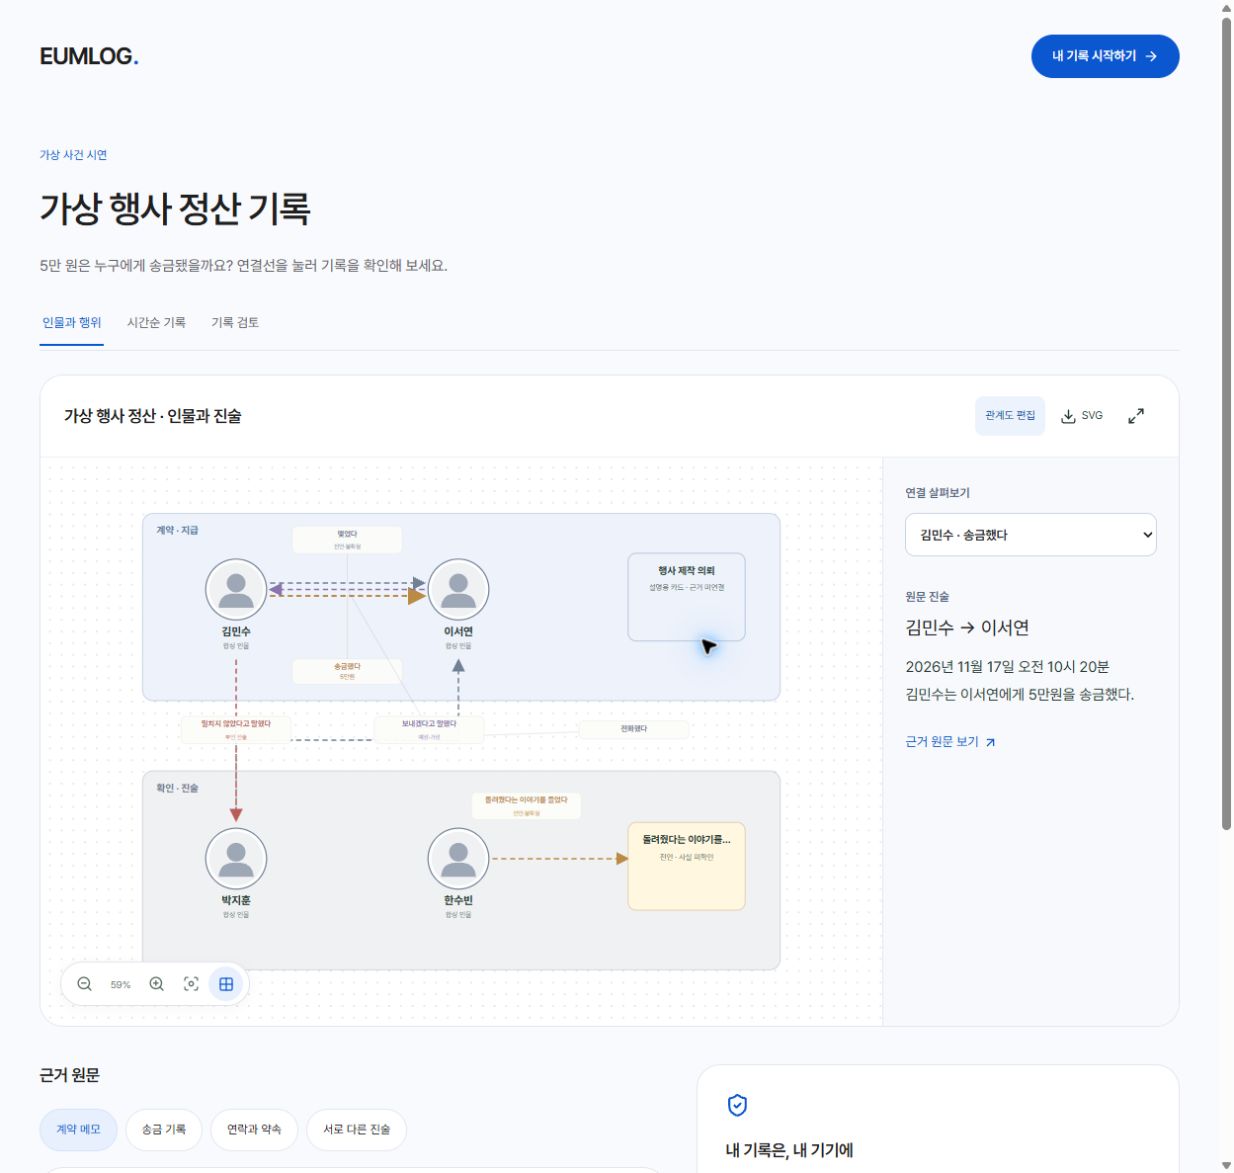 EUMLOG.
내 기록 시작하기
가상 사건 시연
가상 행사 정산 기록
5만 원은 누구에게 송금됐을까요? 연결선을 눌러 기록을 확인해 보세요.
인물과 행위
시간순 기록
기록 검토
가상 행사 정산 · 인물과 진술
관계도 편집
SVG
계약 · 지급
맺었다
행사 제작 의뢰
설명용 카드 · 근거 미연결
김민수
이서연
송금했다
5만원
보내겠다고 말했다
전화했다
확인 · 진술
돌려줬다는 이야기를 들었다
돌려줬다는 이야기를...
전언 · 사실 미확인
박지훈
한수빈
59%
연결 살펴보기
김민수 · 송금했다
원문 진술
김민수 → 이서연
2026년 11월 17일 오전 10시 20분
김민수는 이서연에게 5만원을 송금했다.
근거 원문 보기
근거 원문
계약 메모
송금 기록
연락과 약속
서로 다른 진술
내 기록은, 내 기기에